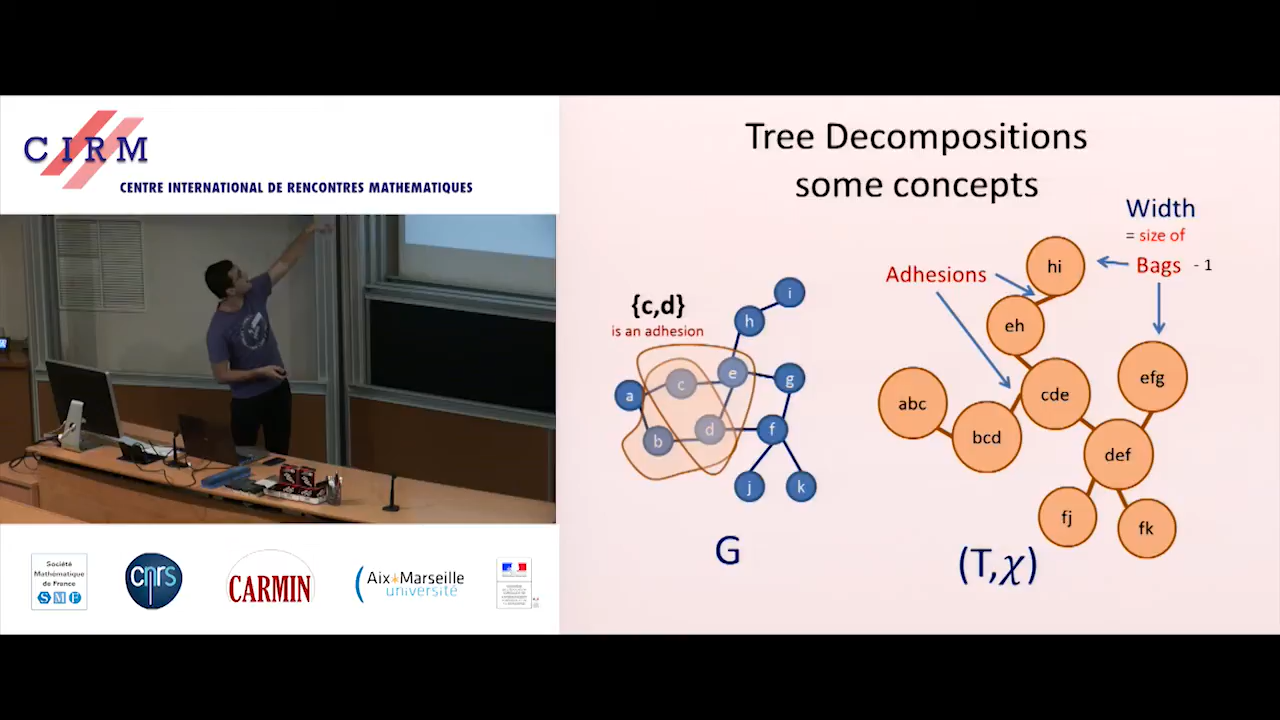 CIRM
CENTRE INTERNATIONAL DE RENCONTRES MATHEMATIQUES
Tree Decompositions
some concepts
Width
= size of
Bags - 1
Adhesions
{c,d}
is an adhesion
i
h
e
g
c
a
d
f
b
j
k
G
hi
eh
efg
cde
abc
bcd
def
fj
fk
(T,χ)
Société
Mathématique
de France
SMF
cnrs
CARMIN
Aix*Marseille
université